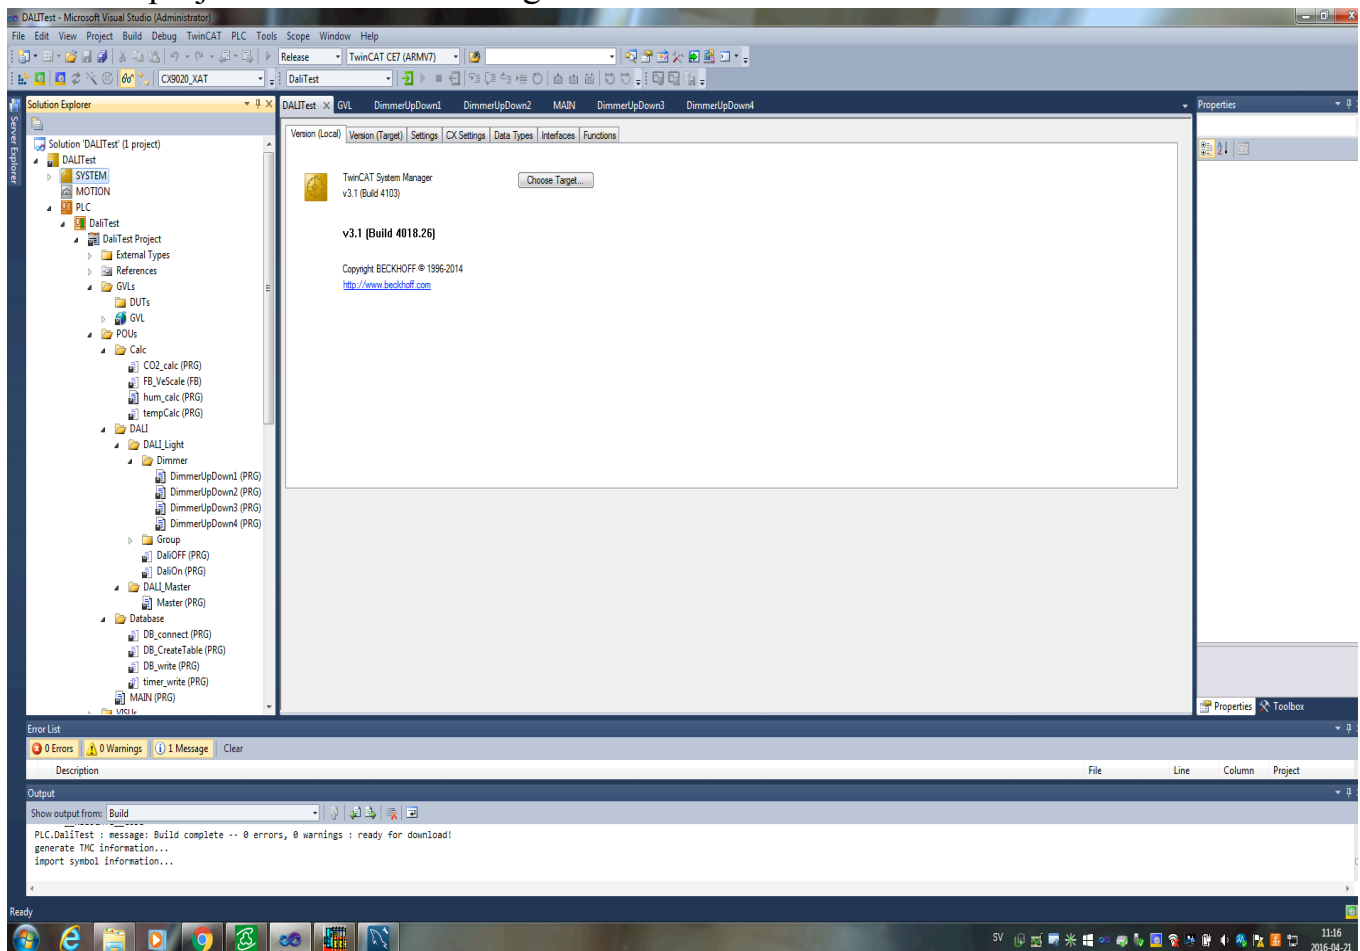 DALITest - Microsoft Visual Studio (Administrator)
File Edit View Project Build Debug TwinCAT PLC Tools Scope Window Help
Release TwinCAT CE7 (ARMV7)
CX9020_XAT DaliTest
Server Explorer
Solution Explorer
Solution 'DALITest' (1 project)
DALITest
SYSTEM
MOTION
PLC
DaliTest
DaliTest Project
External Types
References
GVLs
DUTs
GVL
POUs
Calc
CO2_calc (PRG)
FB_VeScale (FB)
hum_calc (PRG)
tempCalc (PRG)
DALI
DALI_Light
Dimmer
DimmerUpDown1 (PRG)
DimmerUpDown2 (PRG)
DimmerUpDown3 (PRG)
DimmerUpDown4 (PRG)
Group
DaliOFF (PRG)
DaliOn (PRG)
DALI_Master
Master (PRG)
Database
DB_connect (PRG)
DB_CreateTable (PRG)
DB_write (PRG)
timer_write (PRG)
MAIN (PRG)
VISUs
DALITest GVL DimmerUpDown1 DimmerUpDown2 MAIN DimmerUpDown3 DimmerUpDown4
Version (Local) Version (Target) Settings CX Settings Data Types Interfaces Functions
TwinCAT System Manager
v3.1 (Build 4103)
Choose Target...
v3.1 (Build 4018.26)
Copyright BECKHOFF © 1996-2014
http://www.beckhoff.com
Properties
Properties Toolbox
Error List
0 Errors 0 Warnings 1 Message Clear
Description File Line Column Project
Output
Show output from: Build
PLC.DaliTest : message: Build complete -- 0 errors, 0 warnings : ready for download!
generate TMC information...
import symbol information...
Ready
SV
11:16
2016-04-21